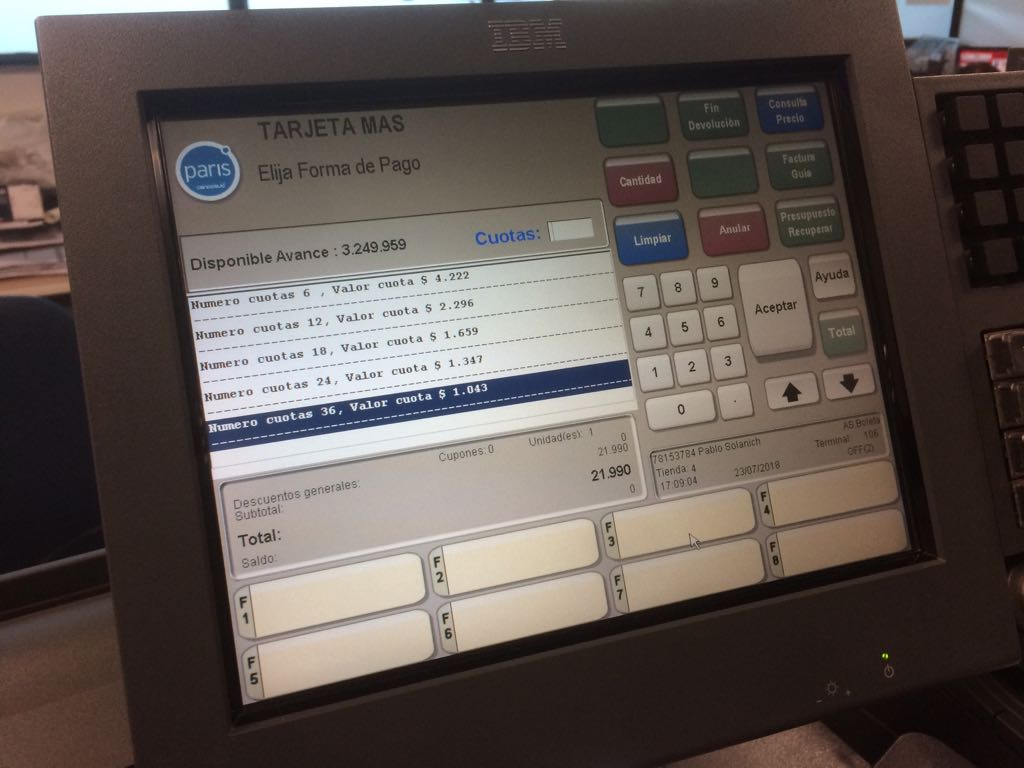 IBM
TARJETA MAS
Elija Forma de Pago
paris
cencosud
Disponible Avance : 3.249.959
Cuotas:
Numero cuotas 6 , Valor cuota $ 4.222
Numero cuotas 12, Valor cuota $ 2.296
Numero cuotas 18, Valor cuota $ 1.659
Numero cuotas 24, Valor cuota $ 1.347
Numero cuotas 36, Valor cuota $ 1.043
Cupones: 0 Unidad(es): 1
Descuentos generales: 0
Subtotal: 21.990
Total: 21.990
Saldo: 0
Fin Devolución
Consulta Precio
Cantidad
Factura Guia
Limpiar
Anular
Presupuesto Recuperar
7 8 9
Aceptar
Ayuda
4 5 6
Total
1 2 3
0 .
78153784 Pablo Solanich AS.Boleta
Tienda: 4 Terminal: 106
17:09:04 23/07/2018 OFF(2)
F1 F2 F3 F4
F5 F6 F7 F8